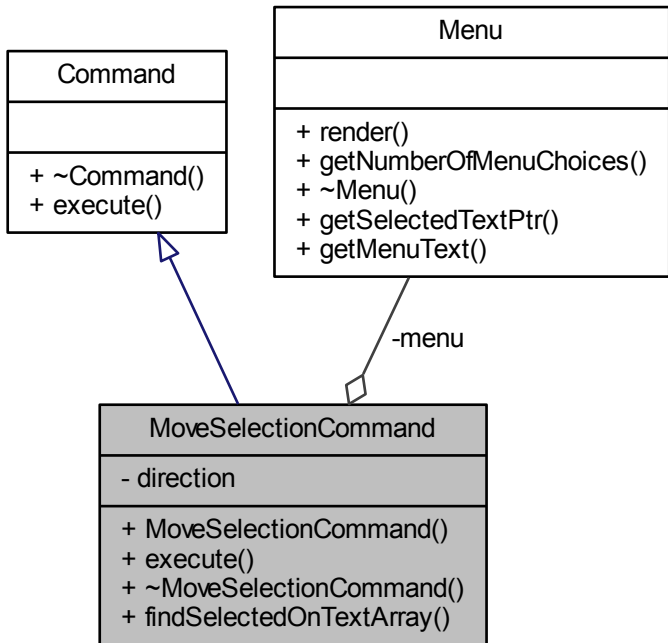 Command
+ ~Command()
+ execute()
Menu
+ render()
+ getNumberOfMenuChoices()
+ ~Menu()
+ getSelectedTextPtr()
+ getMenuText()
-menu
MoveSelectionCommand
- direction
+ MoveSelectionCommand()
+ execute()
+ ~MoveSelectionCommand()
+ findSelectedOnTextArray()